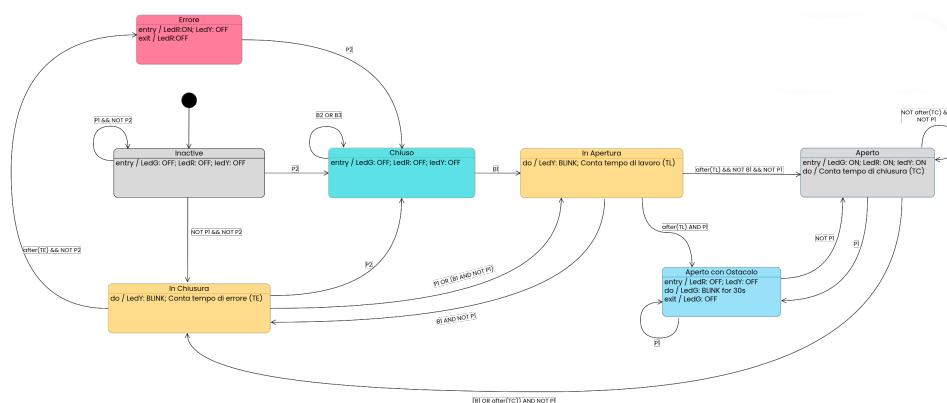 Errore
entry / LedR:ON; LedY: OFF
exit / LedR:OFF
P2
P1 && NOT P2
B2 OR B3
NOT after(TC) &
NOT P1
Inactive
entry / LedG: OFF; LedR: OFF; ledY: OFF
P2
Chiuso
entry / LedG: OFF; LedR: OFF; ledY: OFF
B1
In Apertura
do / LedY: BLINK; Conta tempo di lavoro (TL)
after(TL) && NOT B1 && NOT P1
Aperto
entry / LedG: ON; LedR: ON; ledY: ON
do / Conta tempo di chiusura (TC)
NOT P1 && NOT P2
after(TL) AND P1
NOT P1
P1
after(TE) && NOT P2
P2
P1 OR (B1 AND NOT P1)
Aperto con Ostacolo
entry / LedR: OFF; LedY: OFF
do / LedG: BLINK for 30s
exit / LedG: OFF
In Chiusura
do / LedY: BLINK; Conta tempo di errore (TE)
B1 AND NOT P1
P1
(B1 OR after(TC)) AND NOT P1